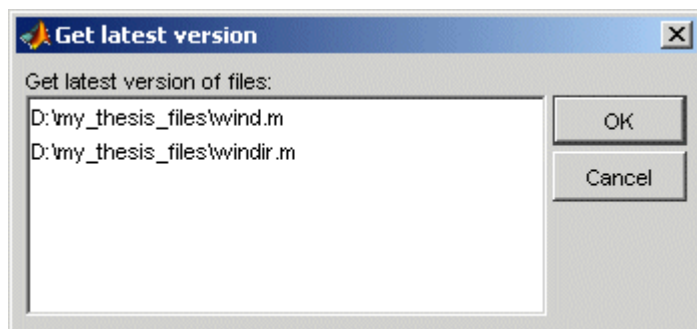 Get latest version
Get latest version of files:
D:\my_thesis_files\wind.m
D:\my_thesis_files\windir.m
OK
Cancel